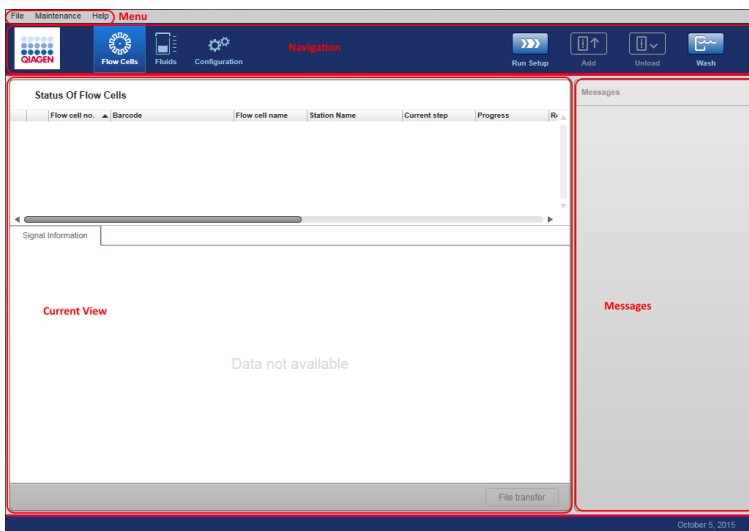 File Maintenance Help Menu
QIAGEN
Flow Cells Fluids Configuration Navigation Run Setup Add Unload Wash
Status Of Flow Cells
Messages
Flow cell no. Barcode Flow cell name Station Name Current step Progress
Signal Information
Current View
Messages
Data not available
File transfer
October 5, 2015